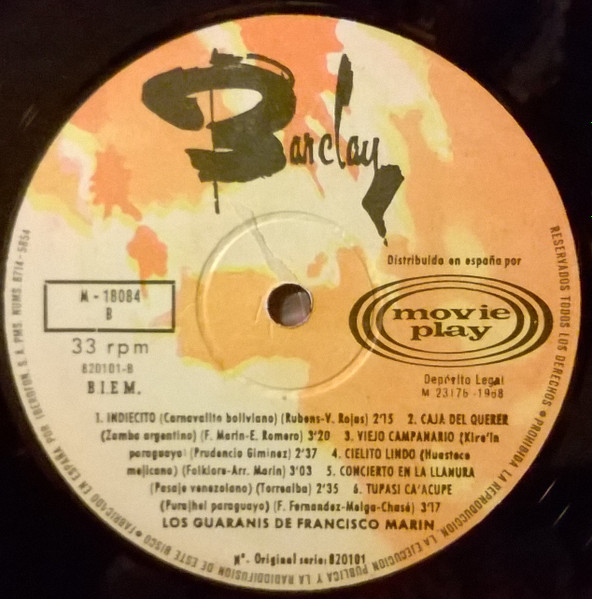 Barclay
Distribuida en españa por
movie
play
M - 18084
B
33 rpm
820101-B
B.I.E.M.
Depósito Legal
M 23176 -1968
1. INDIECITO (Carnavalito boliviano) (Rubens-V. Rojas) 2'15 2. CAJA DEL QUERER
(Zamba argentino) (F. Marin-E. Romero) 3'20 3. VIEJO CAMPANARIO (Kire'in
paraguayo) (Prudencio Giminez) 2'37 4. CIELITO LINDO (Huesteca
mejicano) (Folklore-Arr. Marin) 3'03 5. CONCIERTO EN LA LLANURA
(Pasaje venezolano) (Torrealba) 2'35 6. TUPASI CA'ACUPE
(Purajhei paraguayo) (F. Fernandez-Melga-Chasé) 3'17
LOS GUARANIS DE FRANCISCO MARIN
Nº. Original serie: 820101
RESERVADOS TODOS LOS DERECHOS • PROHIBIDA LA REPRODUCCION, LA EJECUCION PUBLICA Y LA RADIODIFUSION DE ESTE DISCO • FABRICADO EN ESPAÑA POR IBEROFON, S. A. PMS. NUMS. 8714 - 5854